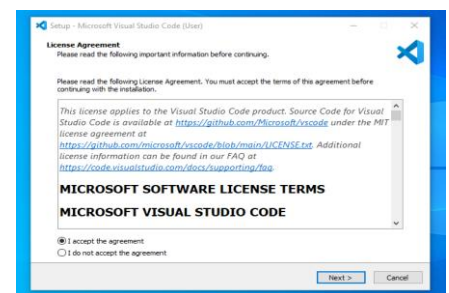 Setup - Microsoft Visual Studio Code (User)
License Agreement
Please read the following important information before continuing.
Please read the following License Agreement. You must accept the terms of this agreement before
continuing with the installation.
This license applies to the Visual Studio Code product. Source Code for Visual
Studio Code is available at https://github.com/Microsoft/vscode under the MIT
license agreement at
https://github.com/microsoft/vscode/blob/main/LICENSE.txt. Additional
license information can be found in our FAQ at
https://code.visualstudio.com/docs/supporting/faq.
MICROSOFT SOFTWARE LICENSE TERMS
MICROSOFT VISUAL STUDIO CODE
I accept the agreement
I do not accept the agreement
Next >
Cancel